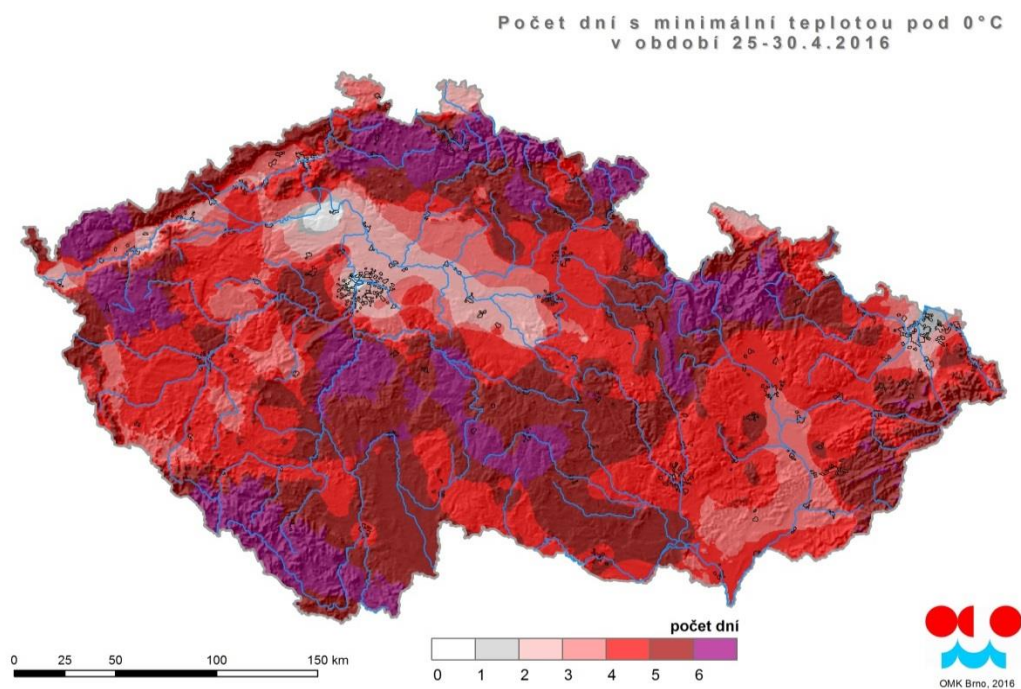 Počet dní s minimální teplotou pod 0°C
v období 25-30.4.2016
počet dní
0 1 2 3 4 5 6
0 25 50 100 150 km
OMK Brno, 2016